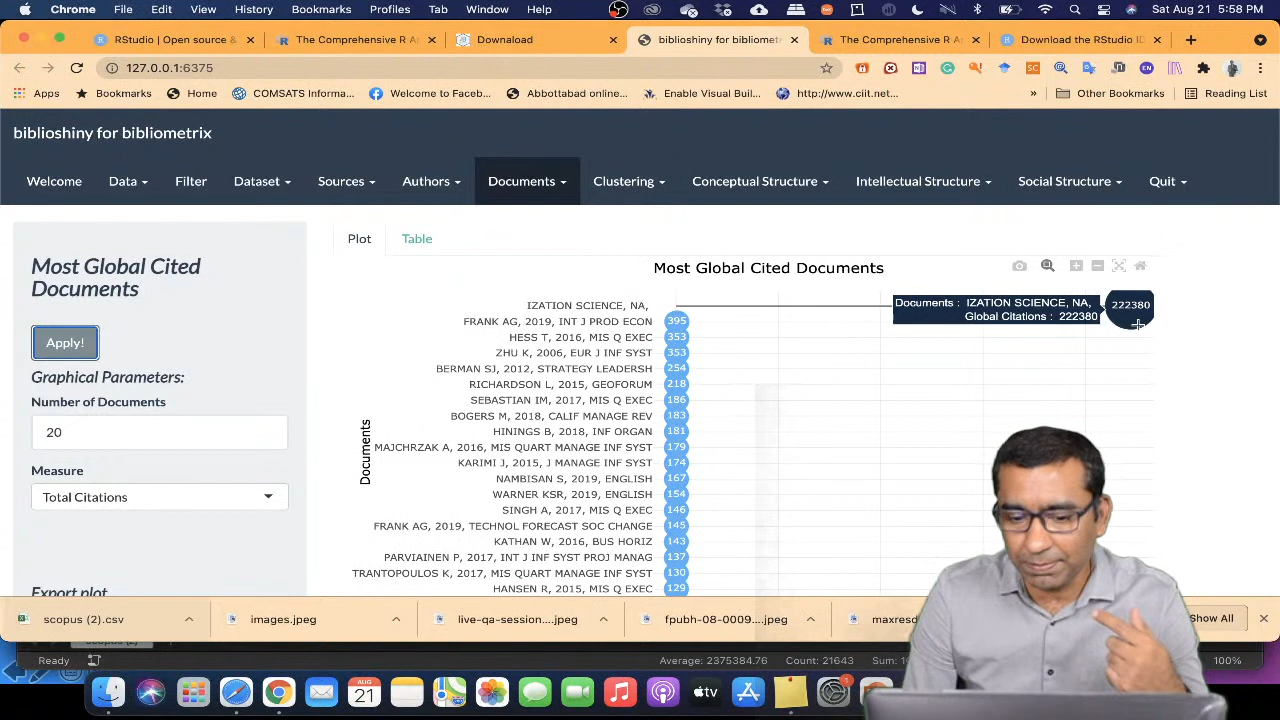 Chrome File Edit View History Bookmarks Profiles Tab Window Help Sat Aug 21 5:58 PM
RStudio | Open source & The Comprehensive R As Downaload biblioshiny for bibliometr The Comprehensive R As Download the RStudio ID
127.0.0.1:6375
Apps Bookmarks Home COMSATS Informa... Welcome to Faceb... Abbottabad online... Enable Visual Buil... http://www.ciit.net... » Other Bookmarks Reading List
biblioshiny for bibliometrix
Welcome Data Filter Dataset Sources Authors Documents Clustering Conceptual Structure Intellectual Structure Social Structure Quit
Most Global Cited
Documents
Apply!
Graphical Parameters:
Number of Documents
20
Measure
Total Citations
Export plot
Plot Table
Most Global Cited Documents
Documents
IZATION SCIENCE, NA, 222380
Documents : IZATION SCIENCE, NA,
Global Citations : 222380
FRANK AG, 2019, INT J PROD ECON 395
HESS T, 2016, MIS Q EXEC 353
ZHU K, 2006, EUR J INF SYST 353
BERMAN SJ, 2012, STRATEGY LEADERSH 254
RICHARDSON L, 2015, GEOFORUM 218
SEBASTIAN IM, 2017, MIS Q EXEC 186
BOGERS M, 2018, CALIF MANAGE REV 183
HININGS B, 2018, INF ORGAN 181
MAJCHRZAK A, 2016, MIS QUART MANAGE INF SYST 179
KARIMI J, 2015, J MANAGE INF SYST 174
NAMBISAN S, 2019, ENGLISH 167
WARNER KSR, 2019, ENGLISH 154
SINGH A, 2017, MIS Q EXEC 146
FRANK AG, 2019, TECHNOL FORECAST SOC CHANGE 145
KATHAN W, 2016, BUS HORIZ 143
PARVIAINEN P, 2017, INT J INF SYST PROJ MANAG 137
TRANTOPOULOS K, 2017, MIS QUART MANAGE INF SYST 130
HANSEN R, 2015, MIS Q EXEC 129
scopus (2).csv images.jpeg live-qa-session....jpeg fpubh-08-0009....jpeg maxresd Show All
Ready Average: 2375384.76 Count: 21643 Sum: 100%
AUG
21